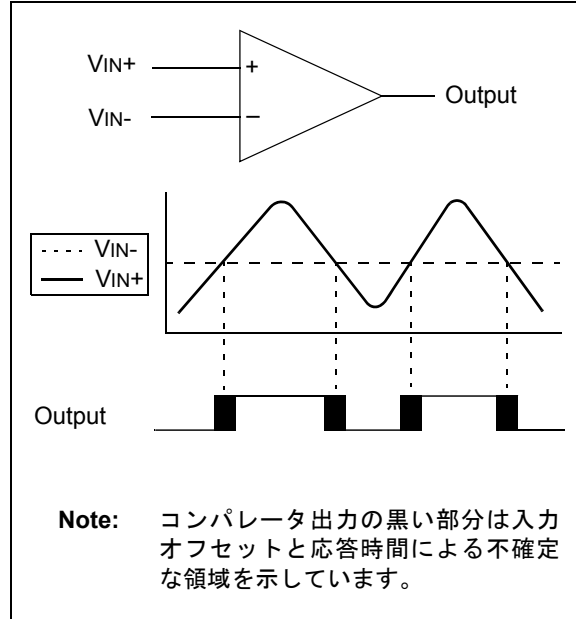 VIN+
+
Output
VIN-
–
VIN-
VIN+
Output
Note: コンパレータ出力の黒い部分は入力
オフセットと応答時間による不確定
な領域を示しています。